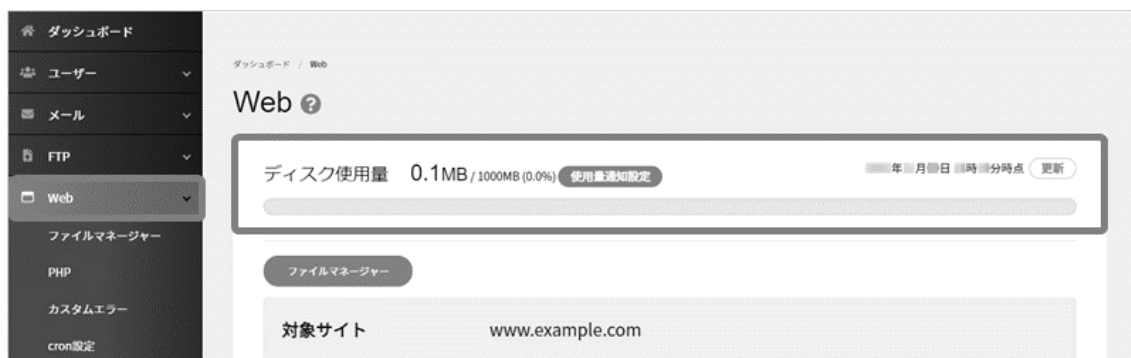 ダッシュボード
ユーザー
メール
FTP
Web
ファイルマネージャー
PHP
カスタムエラー
cron設定
ダッシュボード / Web
Web ?
ディスク使用量 0.1MB / 1000MB (0.0%) 使用量通知設定
年 月 日 時 分時点 更新
ファイルマネージャー
対象サイト www.example.com